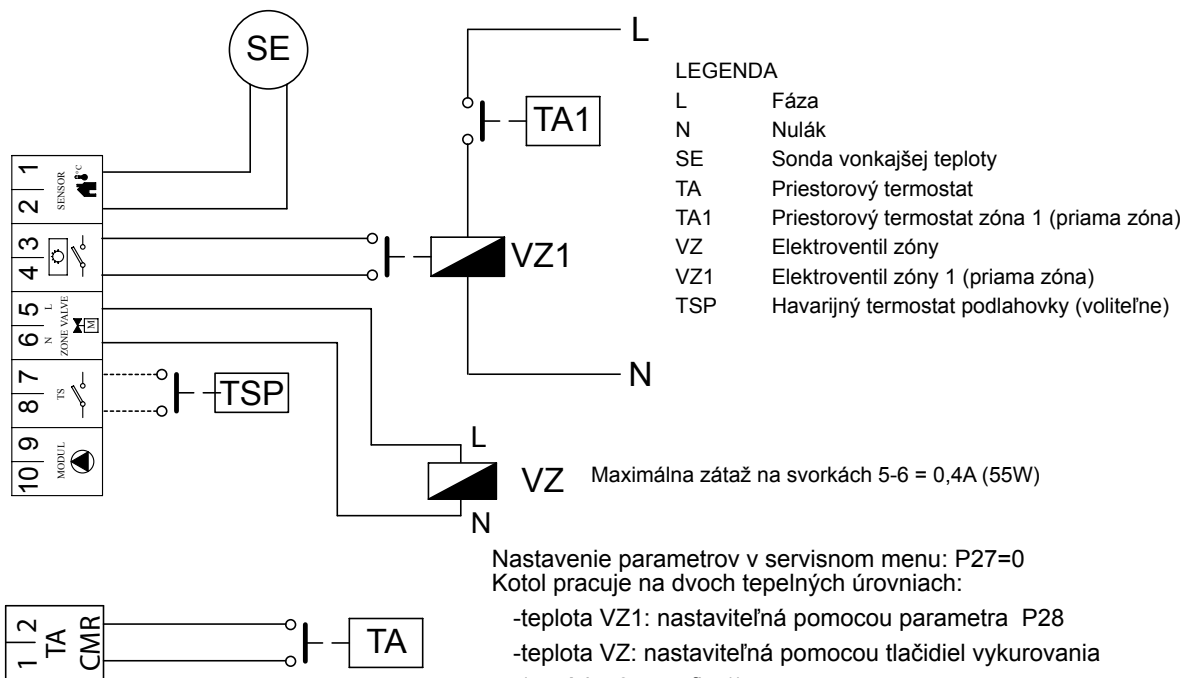 SE
L
TA1
LEGENDA
L Fáza
N Nulák
SE Sonda vonkajšej teploty
TA Priestorový termostat
TA1 Priestorový termostat zóna 1 (priama zóna)
VZ Elektroventil zóny
VZ1 Elektroventil zóny 1 (priama zóna)
TSP Havarijný termostat podlahovky (voliteľne)
1 2 SENSOR °C
3 4
5 6 L N ZONE VALVE M
7 8 TS
9 10 MODUL
VZ1
N
TSP
L
VZ
N
Maximálna zátaž na svorkách 5-6 = 0,4A (55W)
Nastavenie parametrov v servisnom menu: P27=0
Kotol pracuje na dvoch tepelných úrovniach:
-teplota VZ1: nastaviteľná pomocou parametra P28
-teplota VZ: nastaviteľná pomocou tlačidiel vykurovania
1 2
TA
CMR
TA